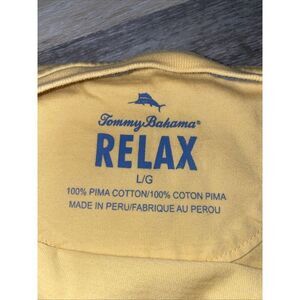 Tommy Bahama®
RELAX
L/G
100% PIMA COTTON/100% COTON PIMA
MADE IN PERU/FABRIQUE AU PEROU